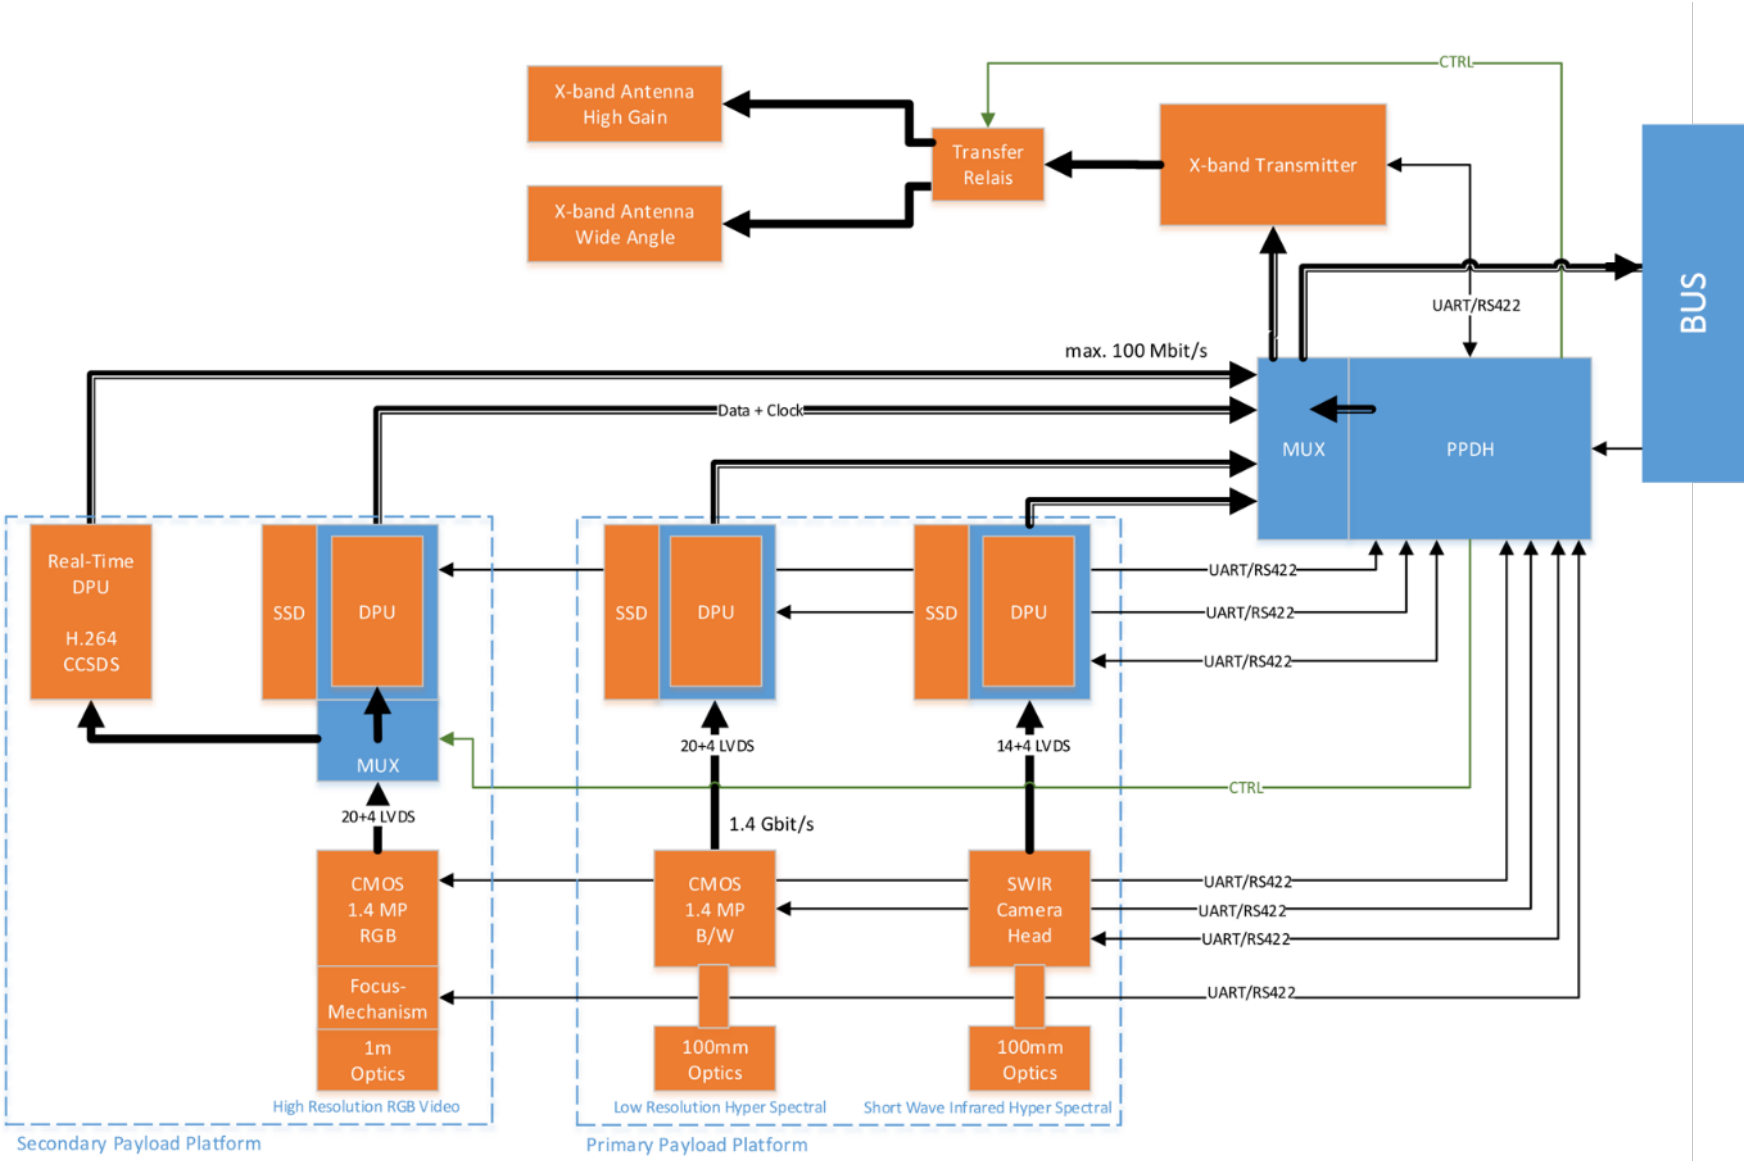 CTRL
X-band Antenna
High Gain
Transfer
Relais
X-band Transmitter
X-band Antenna
Wide Angle
BUS
UART/RS422
max. 100 Mbit/s
Data + Clock
MUX
PPDH
Real-Time
DPU
H.264
CCSDS
SSD
DPU
SSD
DPU
SSD
DPU
UART/RS422
UART/RS422
UART/RS422
MUX
20+4 LVDS
14+4 LVDS
CTRL
20+4 LVDS
1.4 Gbit/s
CMOS
1.4 MP
RGB
CMOS
1.4 MP
B/W
SWIR
Camera
Head
UART/RS422
UART/RS422
UART/RS422
Focus-
Mechanism
UART/RS422
1m
Optics
100mm
Optics
100mm
Optics
High Resolution RGB Video
Low Resolution Hyper Spectral
Short Wave Infrared Hyper Spectral
Secondary Payload Platform
Primary Payload Platform